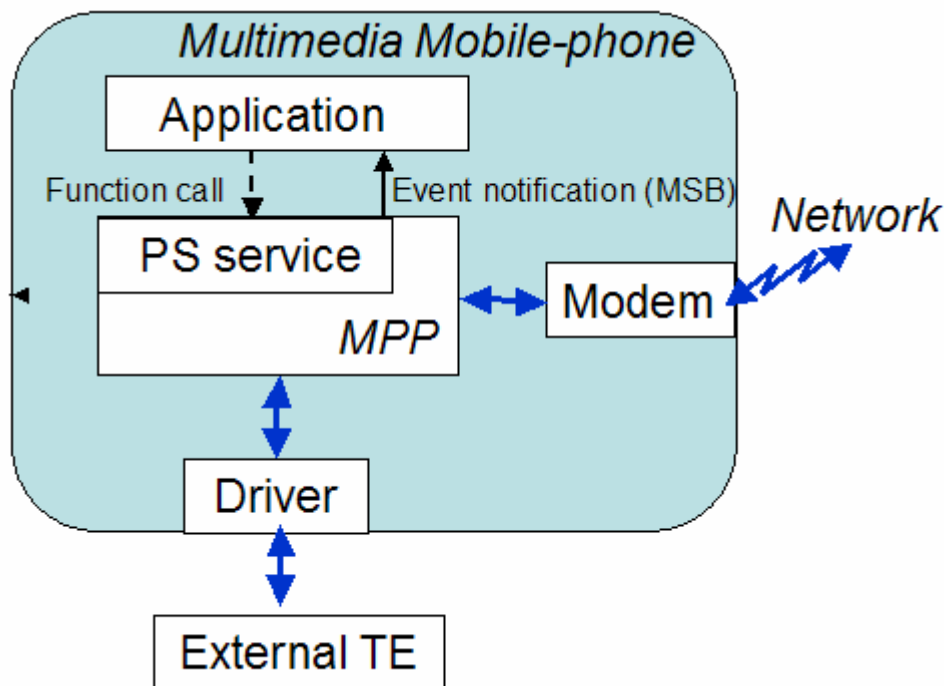 Multimedia Mobile-phone
Application
Function call
Event notification (MSB)
Network
PS service
Modem
MPP
Driver
External TE